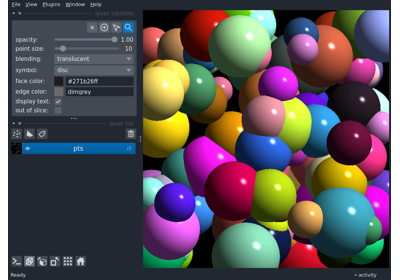 File View Plugins Window Help
layer controls
opacity: 1.00
point size: 10
blending: translucent
symbol: disc
face color: #271b26ff
edge color: dimgrey
display text:
out of slice:
layer list
pts
Ready
activity